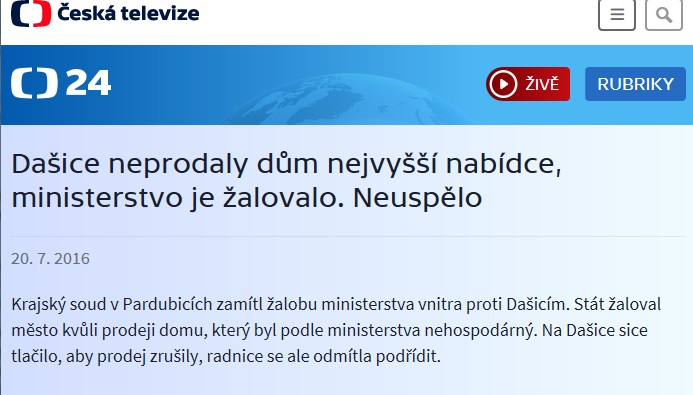 Česká televize
24
ŽIVĚ
RUBRIKY
Dašice neprodaly dům nejvyšší nabídce,
ministerstvo je žalovalo. Neuspělo
20. 7. 2016
Krajský soud v Pardubicích zamítl žalobu ministerstva vnitra proti Dašicím. Stát žaloval
město kvůli prodeji domu, který byl podle ministerstva nehospodárný. Na Dašice sice
tlačilo, aby prodej zrušily, radnice se ale odmítla podřídit.